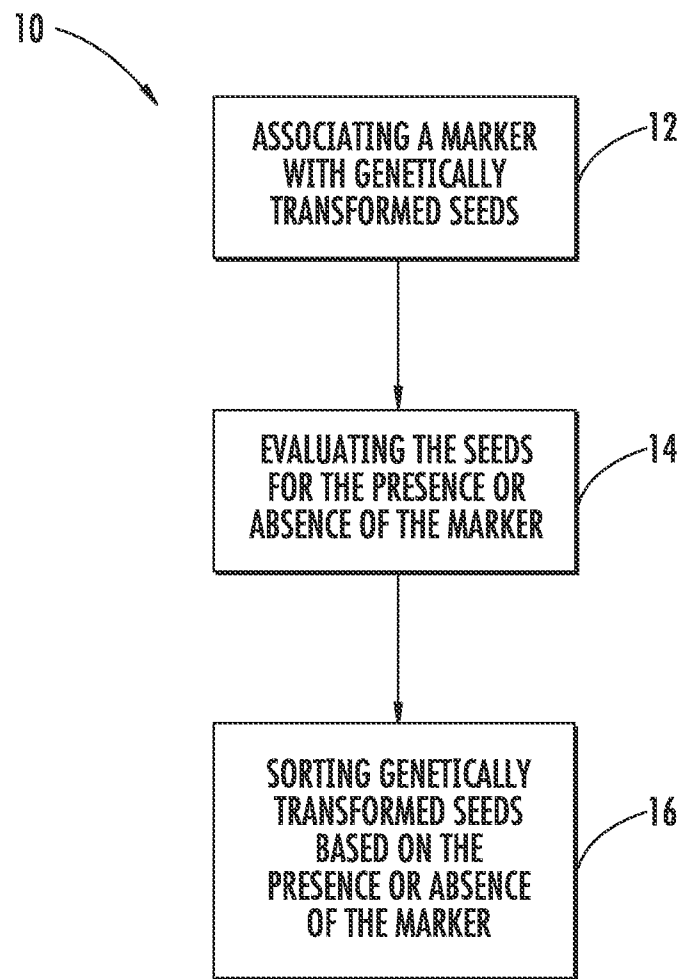 10
ASSOCIATING A MARKER
WITH GENETICALLY
TRANSFORMED SEEDS
12
EVALUATING THE SEEDS
FOR THE PRESENCE OR
ABSENCE OF THE MARKER
14
SORTING GENETICALLY
TRANSFORMED SEEDS
BASED ON THE
PRESENCE OR ABSENCE
OF THE MARKER
16